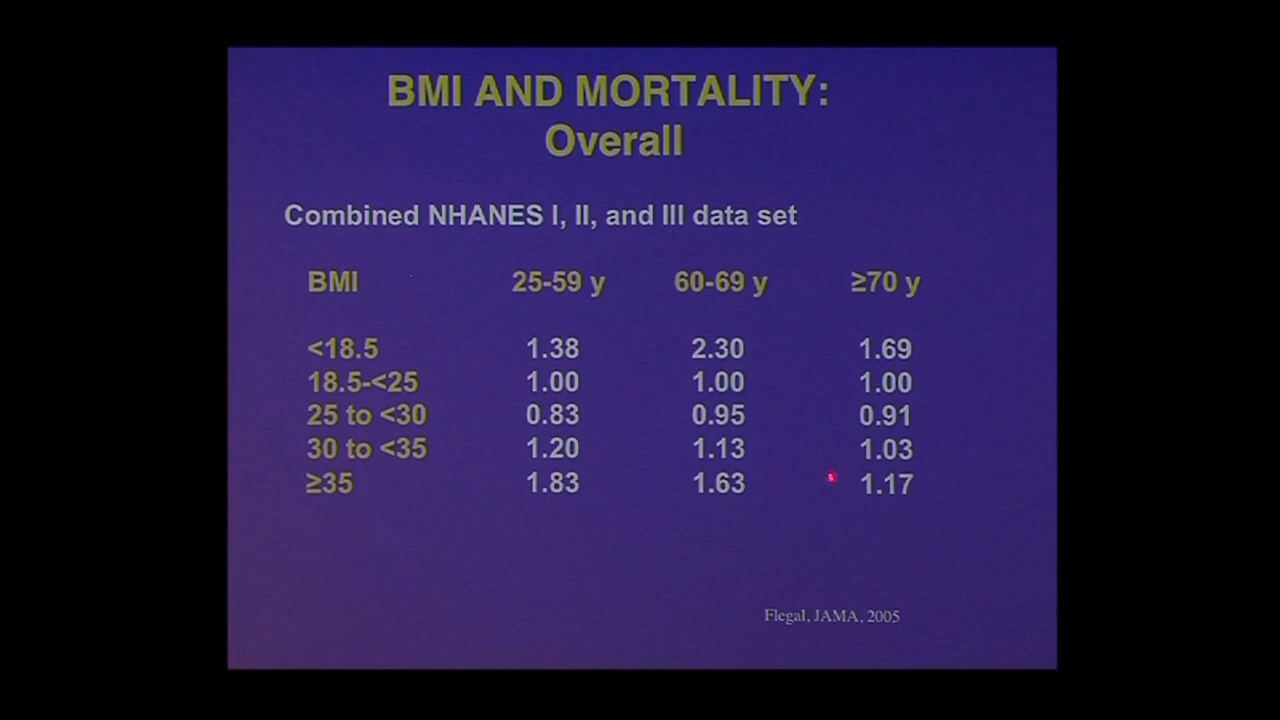 BMI AND MORTALITY:
Overall
Combined NHANES I, II, and III data set
BMI 25-59 y 60-69 y ≥70 y
<18.5 1.38 2.30 1.69
18.5-<25 1.00 1.00 1.00
25 to <30 0.83 0.95 0.91
30 to <35 1.20 1.13 1.03
≥35 1.83 1.63 1.17
Flegal, JAMA, 2005